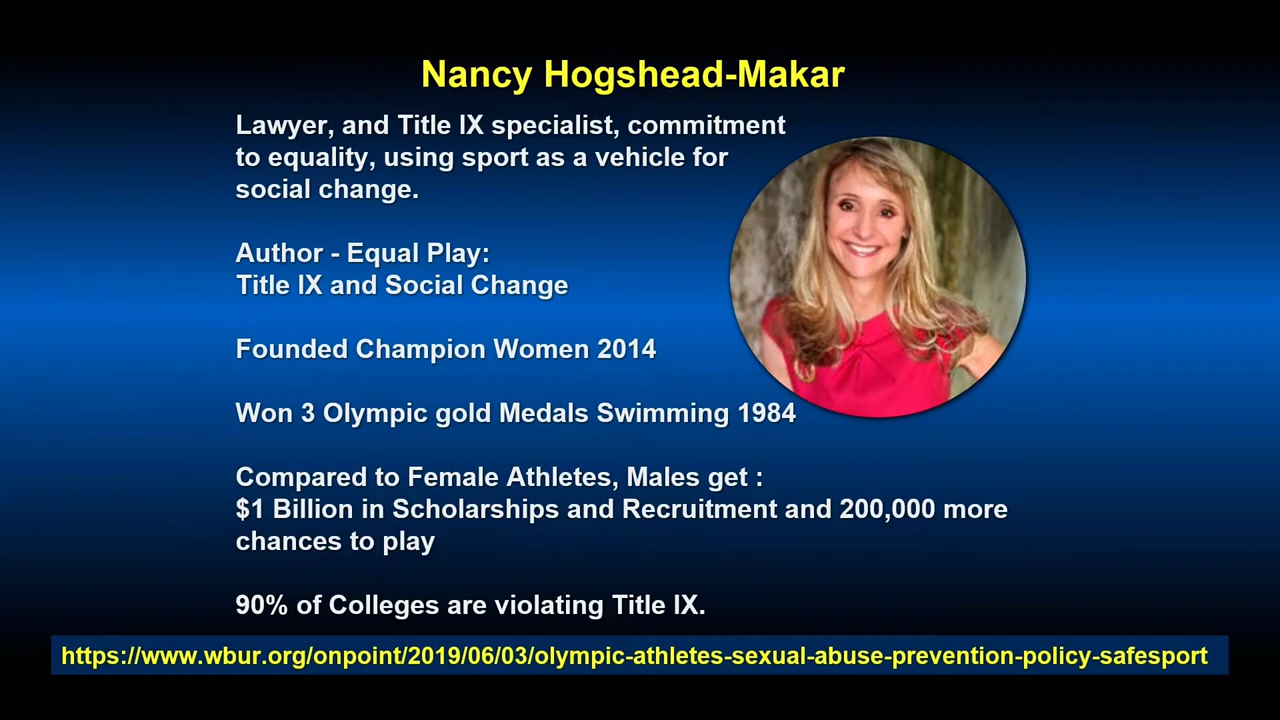 Nancy Hogshead-Makar
Lawyer, and Title IX specialist, commitment
to equality, using sport as a vehicle for
social change.
Author - Equal Play:
Title IX and Social Change
Founded Champion Women 2014
Won 3 Olympic gold Medals Swimming 1984
Compared to Female Athletes, Males get :
$1 Billion in Scholarships and Recruitment and 200,000 more
chances to play
90% of Colleges are violating Title IX.
https://www.wbur.org/onpoint/2019/06/03/olympic-athletes-sexual-abuse-prevention-policy-safesport